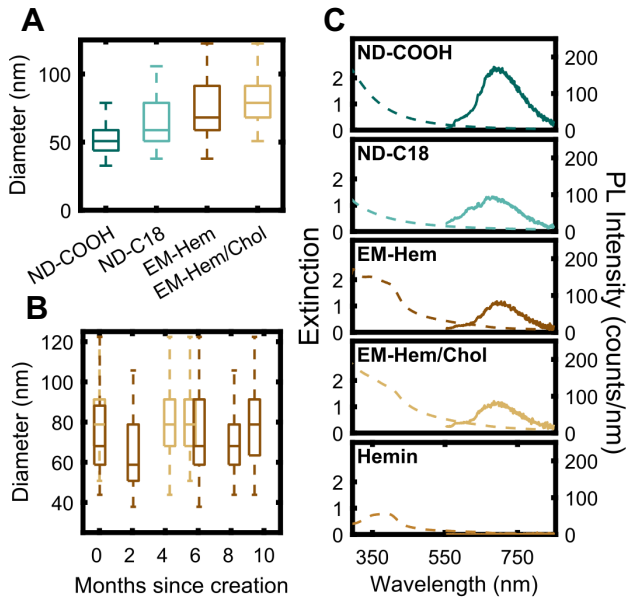 A
Diameter (nm)
100
50
0
ND-COOH
ND-C18
EM-Hem
EM-Hem/Chol
B
Diameter (nm)
120
100
80
60
40
0 2 4 6 8 10
Months since creation
C
Extinction
PL Intensity (counts/nm)
ND-COOH
2
1
0
200
100
0
ND-C18
2
1
0
200
100
0
EM-Hem
2
1
0
200
100
0
EM-Hem/Chol
2
1
0
200
100
0
Hemin
2
1
0
200
100
0
350 550 750
Wavelength (nm)